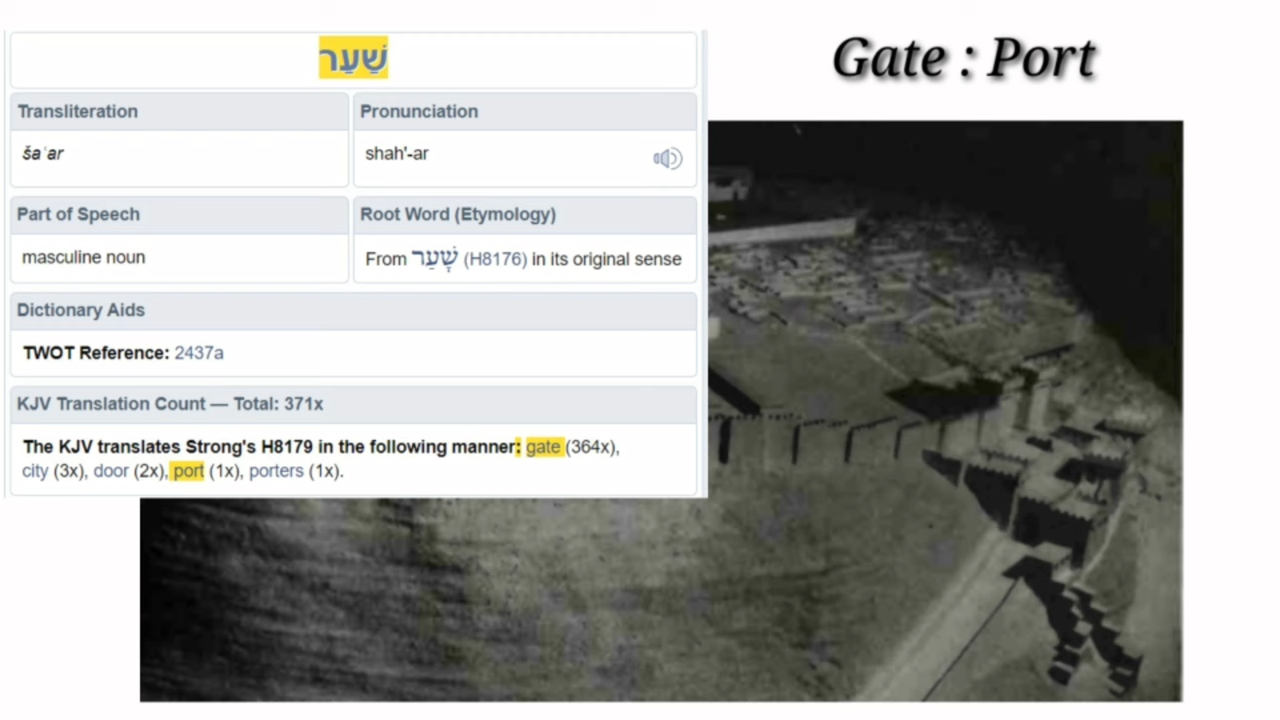 שַׁעַר
Gate : Port
Transliteration
Pronunciation
šaʿar
shah'-ar
Part of Speech
Root Word (Etymology)
masculine noun
From שָׁעַר (H8176) in its original sense
Dictionary Aids
TWOT Reference: 2437a
KJV Translation Count — Total: 371x
The KJV translates Strong's H8179 in the following manner: gate (364x),
city (3x), door (2x), port (1x), porters (1x).